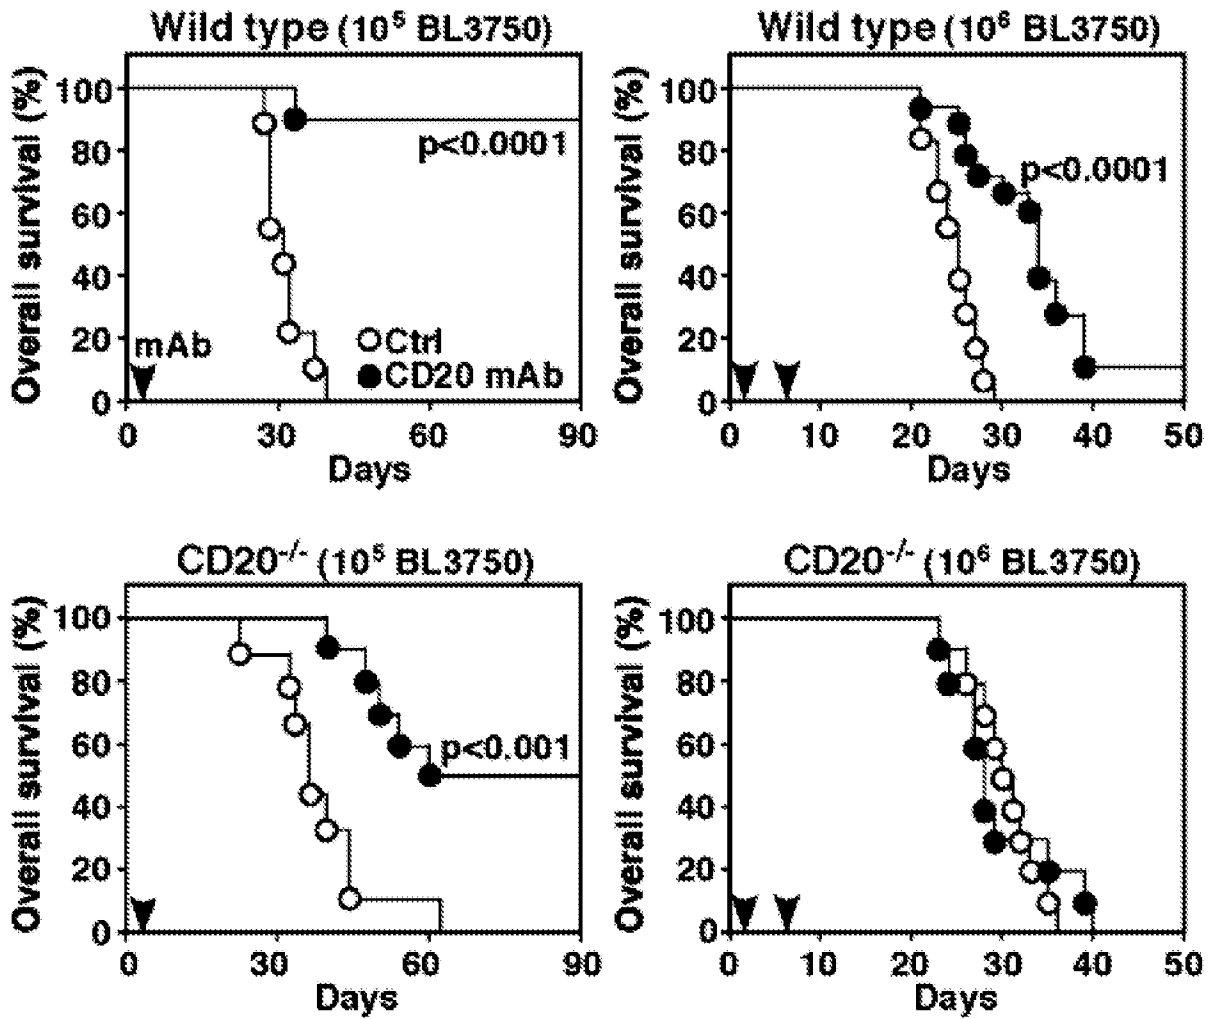 Wild type (10⁵ BL3750)
Overall survival (%)
100
80
60
40
20
0
p<0.0001
mAb
Ctrl
CD20 mAb
0 30 60 90
Days
Wild type (10⁶ BL3750)
Overall survival (%)
100
80
60
40
20
0
p<0.0001
0 10 20 30 40 50
Days
CD20⁻/⁻ (10⁵ BL3750)
Overall survival (%)
100
80
60
40
20
0
p<0.001
0 30 60 90
Days
CD20⁻/⁻ (10⁶ BL3750)
Overall survival (%)
100
80
60
40
20
0
0 10 20 30 40 50
Days